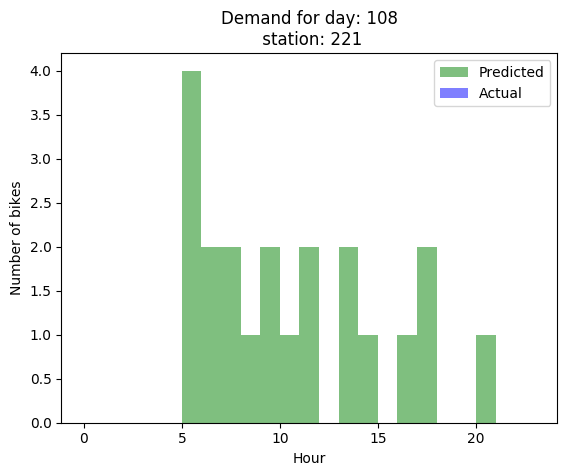 Demand for day: 108
station: 221
Predicted
Actual
4.0
3.5
3.0
2.5
2.0
1.5
1.0
0.5
0.0
Number of bikes
0 5 10 15 20
Hour